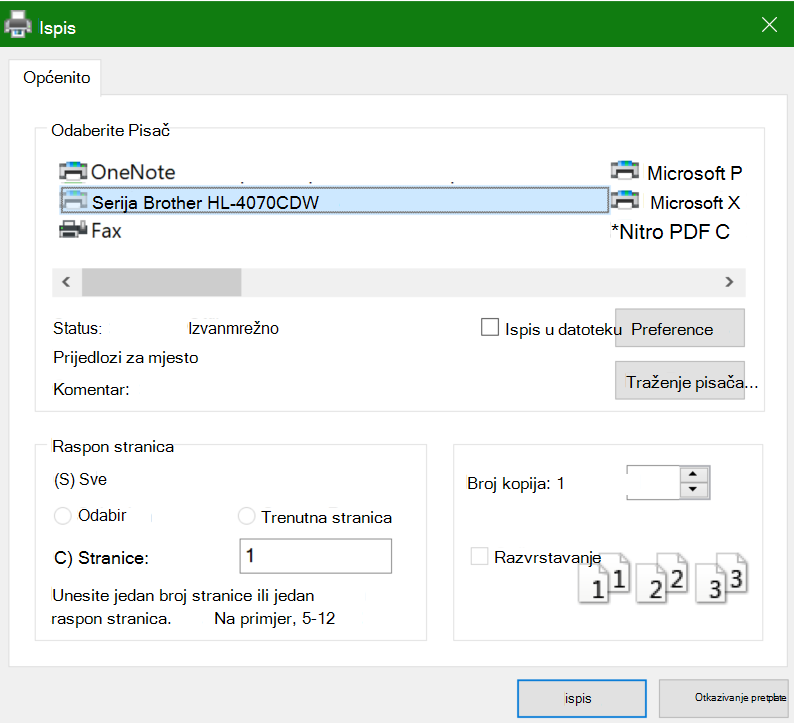 Ispis
Općenito
Odaberite Pisač
OneNote
Microsoft P
Serija Brother HL-4070CDW
Microsoft X
Fax
*Nitro PDF C
Status:
Izvanmrežno
Ispis u datoteku
Preference
Prijedlozi za mjesto
Komentar:
Traženje pisača...
Raspon stranica
(S) Sve
Odabir
Trenutna stranica
C) Stranice:
1
Unesite jedan broj stranice ili jedan
raspon stranica. Na primjer, 5-12
Broj kopija: 1
Razvrstavanje
1 1 2 2 3 3
ispis
Otkazivanje pretplate